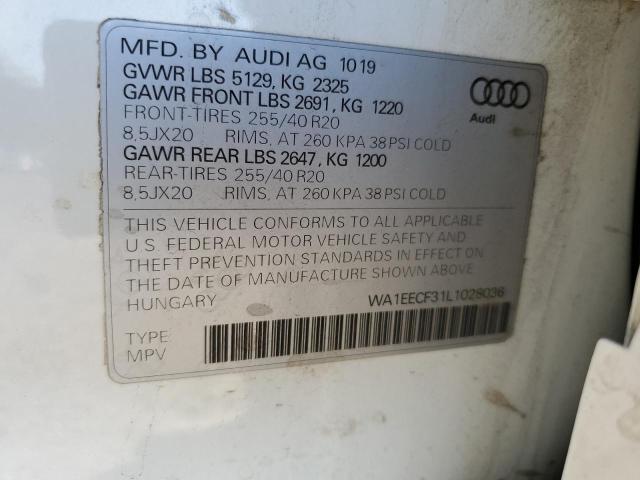 MFD. BY AUDI AG 10 19
GVWR LBS 5129, KG 2325
GAWR FRONT LBS 2691, KG 1220
FRONT-TIRES 255/40 R20
8,5JX20 RIMS, AT 260 KPA 38 PSI COLD
GAWR REAR LBS 2647, KG 1200
REAR-TIRES 255/40 R20
8,5JX20 RIMS, AT 260 KPA 38 PSI COLD
Audi
THIS VEHICLE CONFORMS TO ALL APPLICABLE
U.S. FEDERAL MOTOR VEHICLE SAFETY AND
THEFT PREVENTION STANDARDS IN EFFECT ON
THE DATE OF MANUFACTURE SHOWN ABOVE
HUNGARY
WA1EECF31L1028036
TYPE:
MPV